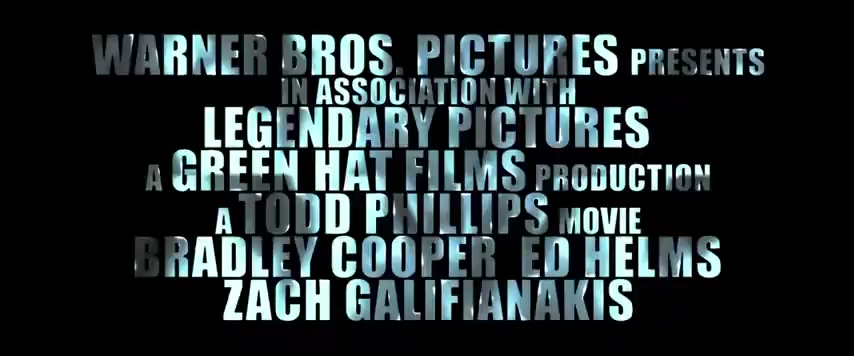 WARNER BROS. PICTURES PRESENTS
IN ASSOCIATION WITH
LEGENDARY PICTURES
A GREEN HAT FILMS PRODUCTION
A TODD PHILLIPS MOVIE
BRADLEY COOPER ED HELMS
ZACH GALIFIANAKIS